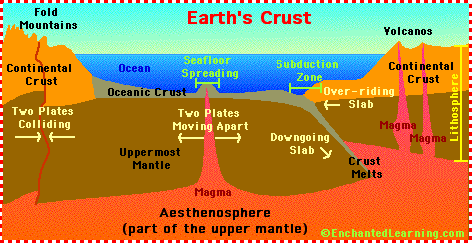 Earth's Crust
Fold
Mountains
Volcanos
Continental
Crust
Ocean
Seafloor
Spreading
Subduction
Zone
Continental
Crust
Lithosphere
Oceanic Crust
Over-riding
Slab
Two Plates
Colliding
Two Plates
Moving Apart
Magma
Magma
Downgoing
Slab
Uppermost
Mantle
Crust
Melts
Magma
Aesthenosphere
(part of the upper mantle)
©EnchantedLearning.com